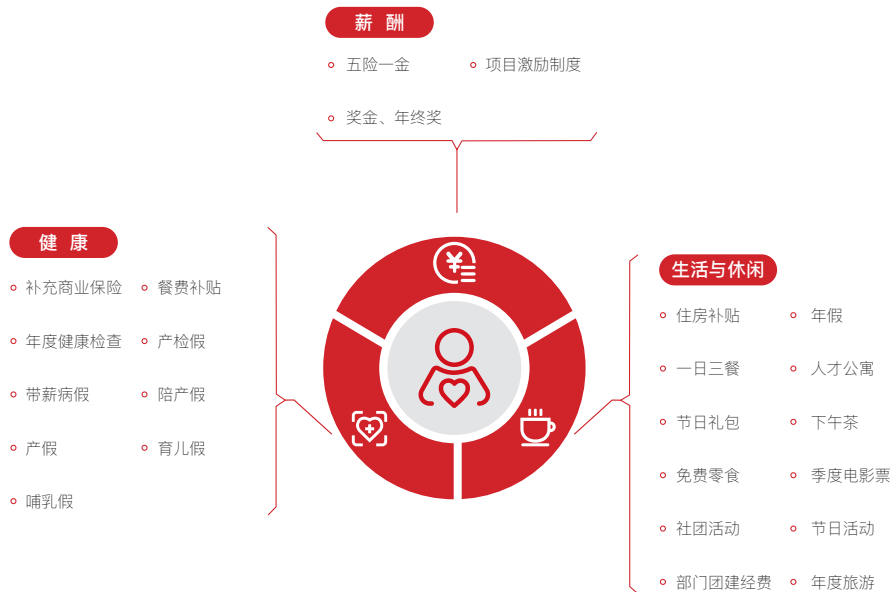 薪 酬
五险一金 项目激励制度
奖金、年终奖
健 康
补充商业保险 餐费补贴
年度健康检查 产检假
带薪病假 陪产假
产假 育儿假
哺乳假
生活与休闲
住房补贴 年假
一日三餐 人才公寓
节日礼包 下午茶
免费零食 季度电影票
社团活动 节日活动
部门团建经费 年度旅游